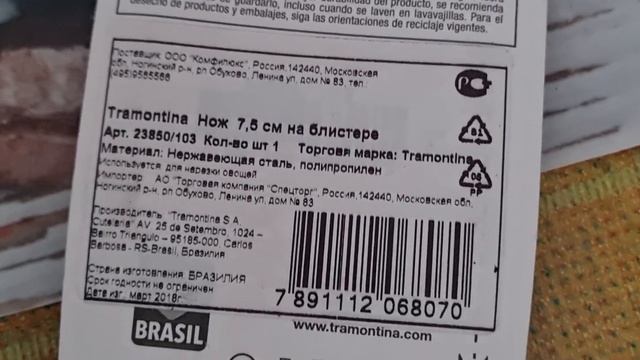 del producto, se recomienda
guardarlo, incluso cuando se laven en lavavajillas. Para el
desecho de productos y embalajes, siga las orientaciones de reciclaje vigentes.
Поставщик ООО "Комфилюкс", Россия, 142440, Московская
обл, Ногинский р-н, рп Обухово, Ленина ул, дом № 83, тел.
PC
Tramontina Нож 7,5 см на блистере
Арт. 23850/103 Кол-во шт 1 Торговая марка: Tramontina
Материал: Нержавеющая сталь, полипропилен
Используется для нарезки овощей
Импортер АО "Торговая компания "Спецторг", Россия, 142440, Московская обл,
Ногинский р-н, рп Обухово, Ленина ул, дом № 83
PP
Производитель "Tramontina S.A.
Cutelaria" AV. 25 de Setembro, 1024 –
Bairro Triangulo – 95185-000. Carlos
Barbosa - RS-Brasil, Бразилия
Страна изготовления БРАЗИЛИЯ
Срок годности не ограничен
Дата изг. март 2018г
7 891112 068070
BRASIL
www.tramontina.com